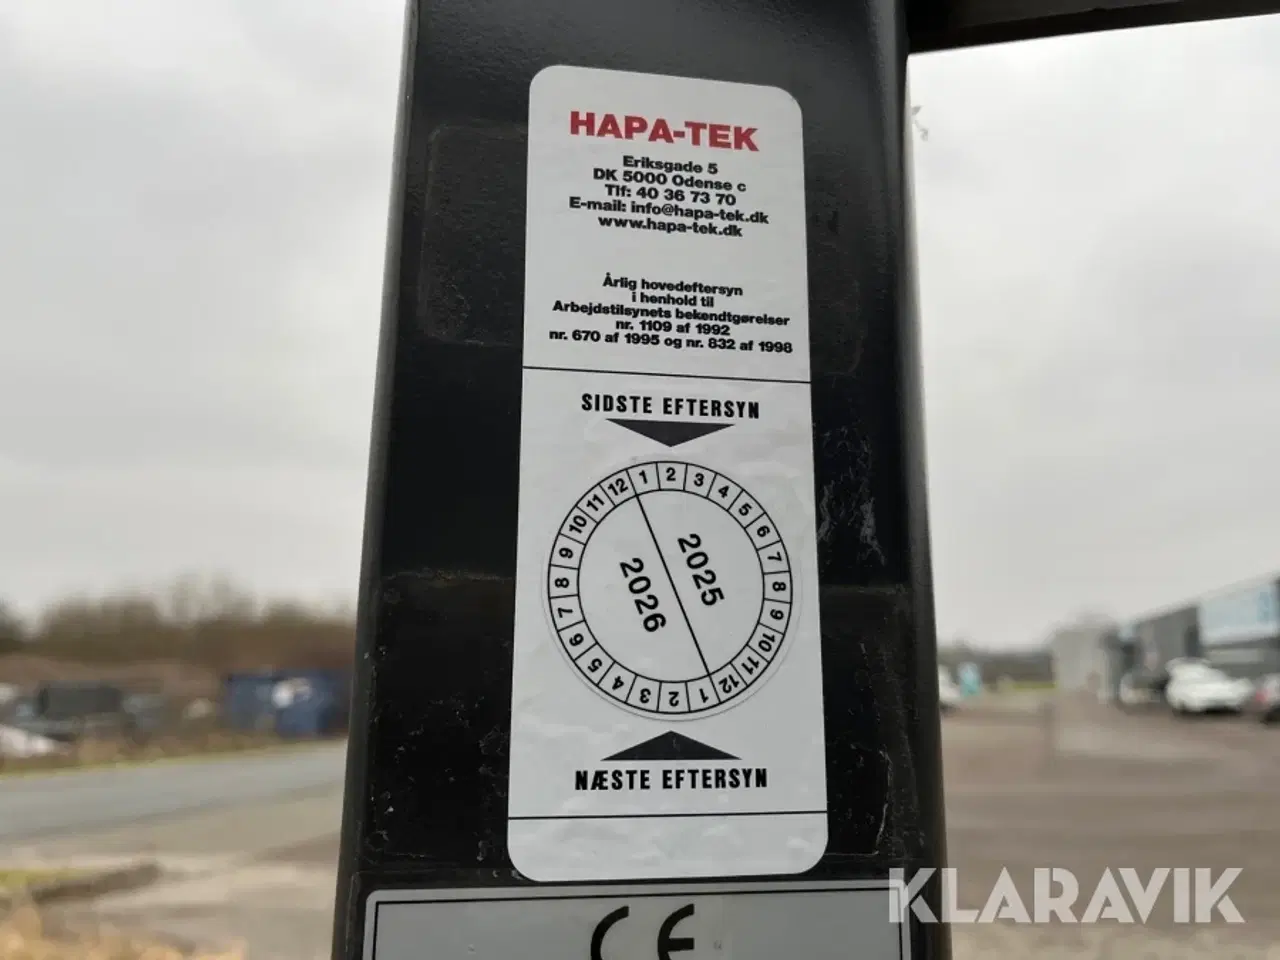 HAPA-TEK
Eriksgade 5
DK 5000 Odense c
Tlf: 40 36 73 70
E-mail: info@hapa-tek.dk
www.hapa-tek.dk
Årlig hovedeftersyn
i henhold til
Arbejdstilsynets bekendtgørelser
nr. 1109 af 1992
nr. 670 af 1995 og nr. 832 af 1998
SIDSTE EFTERSYN
1 2 3 4 5 6 7 8 9 10 11 12
2025
2026
1 2 3 4 5 6 7 8 9 10 11 12
NÆSTE EFTERSYN
CE
KLARAVIK